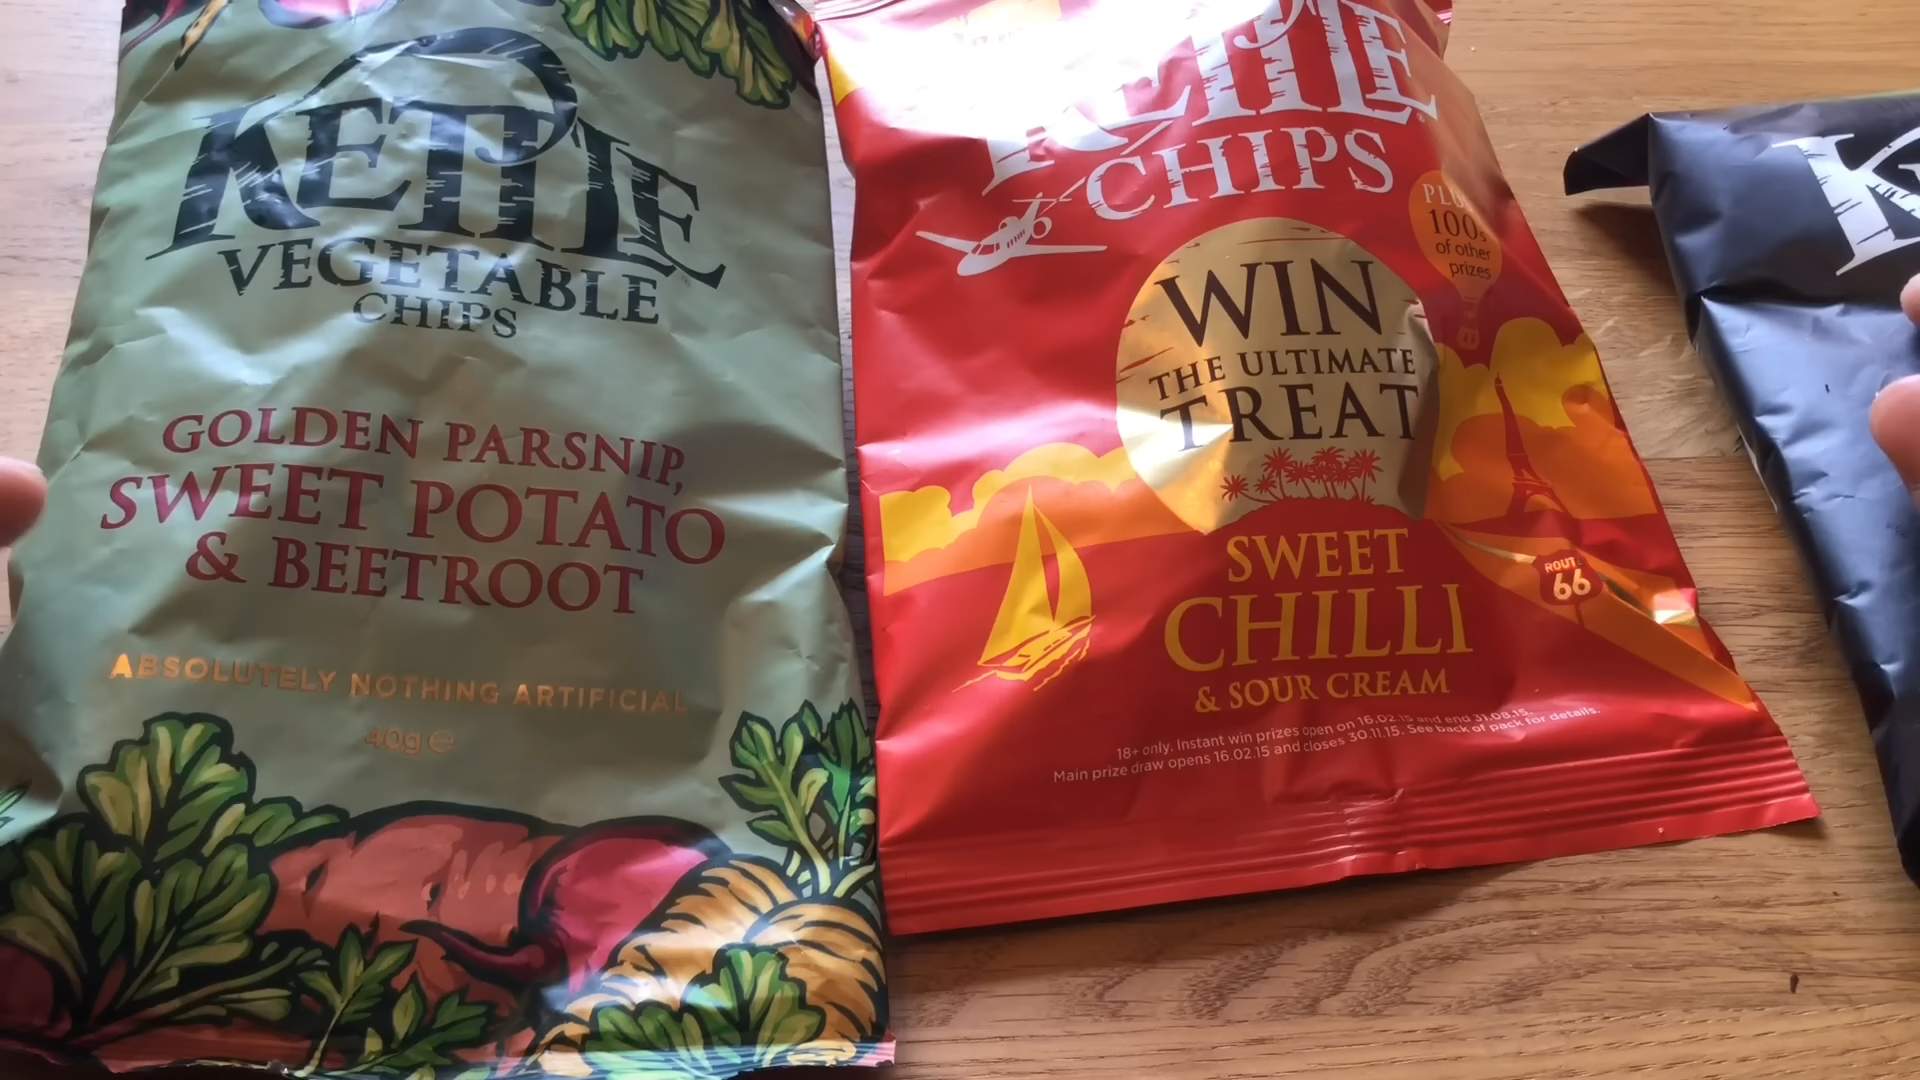 KETTLE
VEGETABLE
CHIPS
GOLDEN PARSNIP,
SWEET POTATO
& BEETROOT
ABSOLUTELY NOTHING ARTIFICIAL
40g e
KETTLE
CHIPS
PLUS
100s
of other
prizes
WIN
THE ULTIMATE
TREAT
ROUTE
66
SWEET
CHILLI
& SOUR CREAM
18+ only. Instant win prizes open on 16.02.15 and end 31.08.15.
Main prize draw opens 16.02.15 and closes 30.11.15. See back of pack for details.